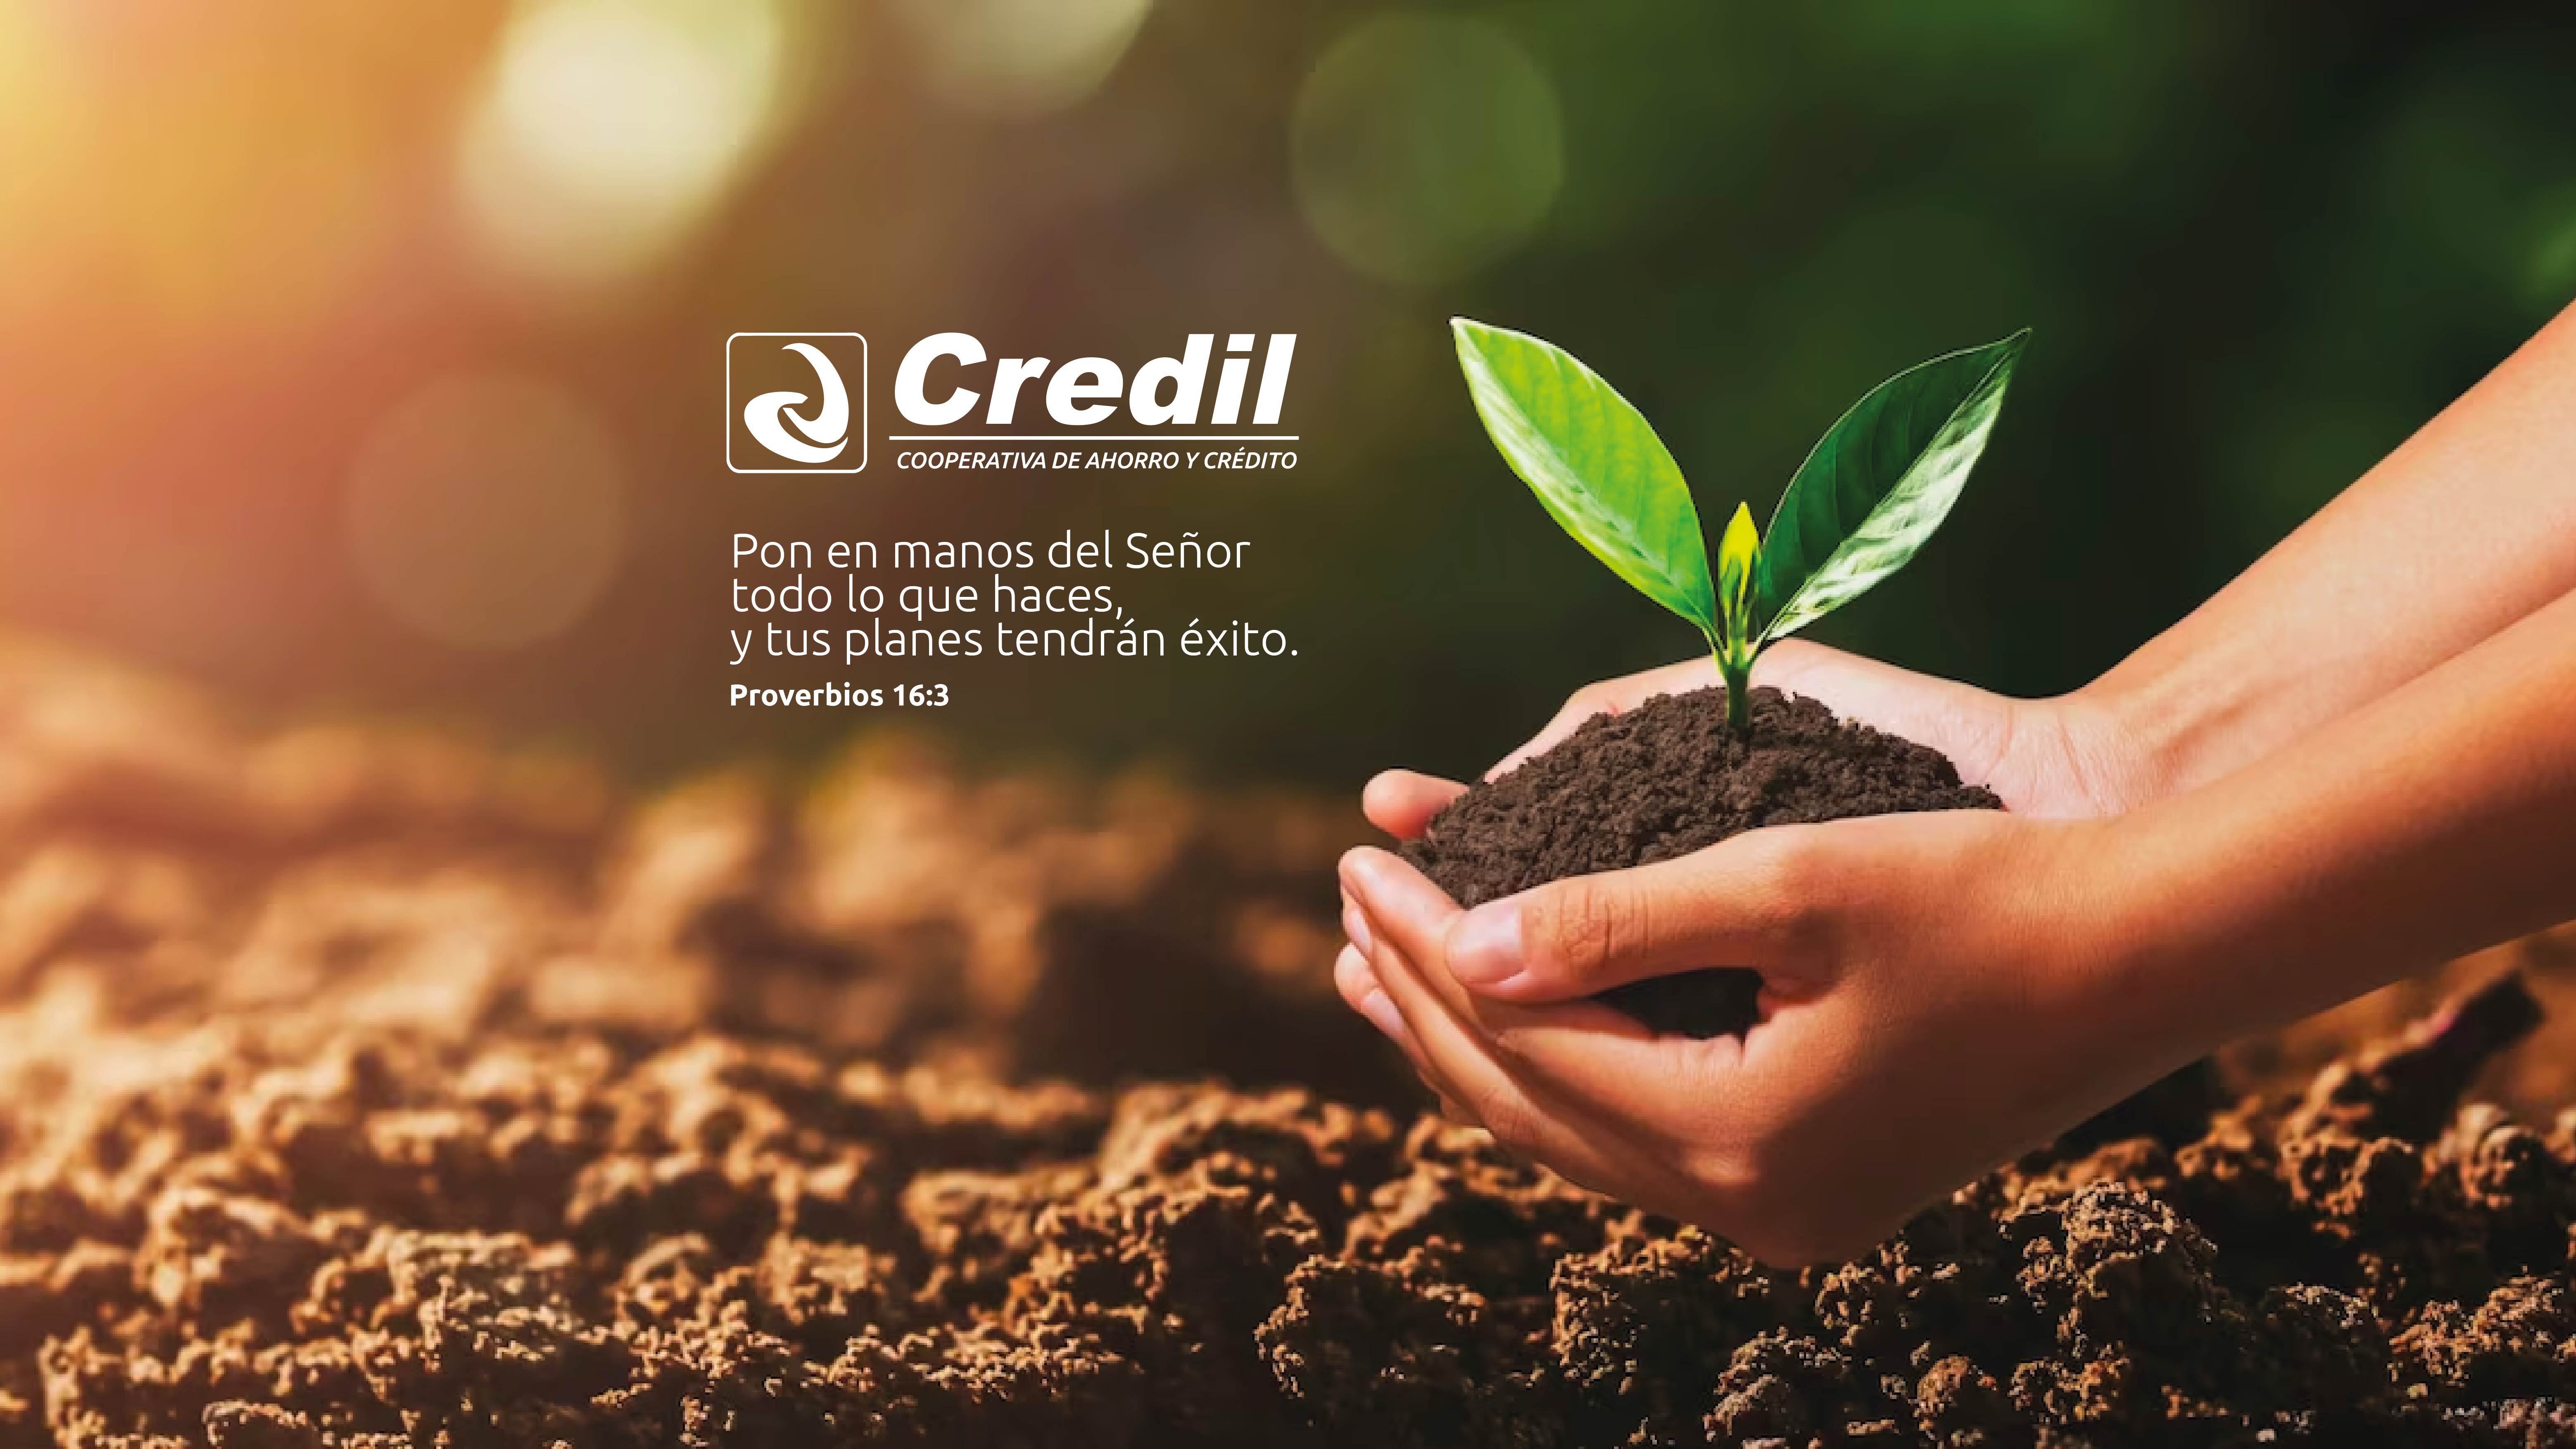 Credil
COOPERATIVA DE AHORRO Y CRÉDITO
Pon en manos del Señor
todo lo que haces,
y tus planes tendrán éxito.
Proverbios 16:3